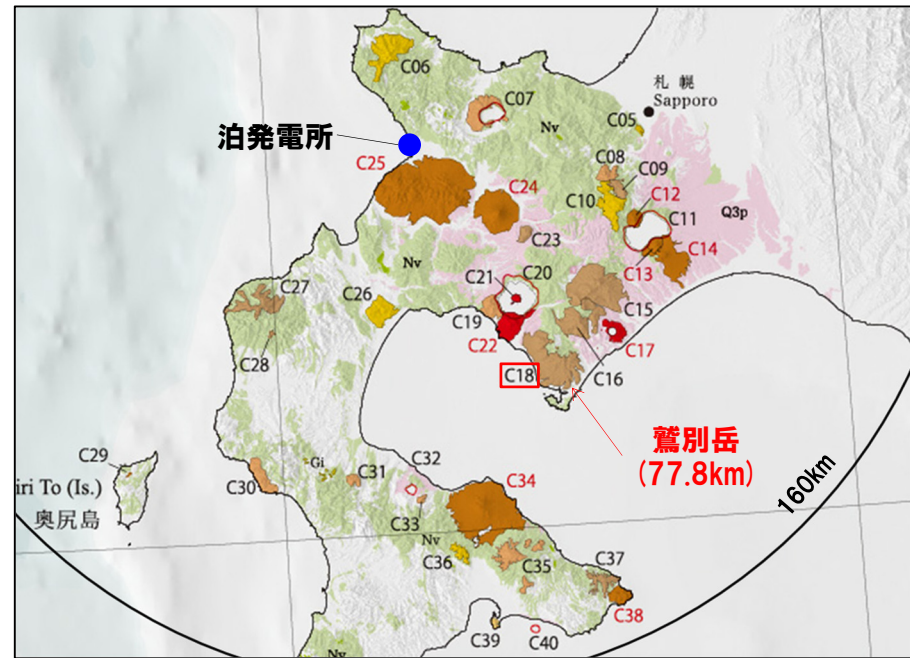 C06
C07
札幌
Sapporo
C05
Nv
泊発電所
C25
C24
C08
C09
C10
C12
C11
Q3p
C23
C13
C14
Nv
C21
C20
C27
C26
C15
C19
C22
C17
C28
C18
C16
鷲別岳
(77.8km)
160km
C29
iri To (Is.)
奥尻島
C30
Gi
C31
C32
C34
C33
Nv
C36
C35
C37
C38
C39
C40
Nv